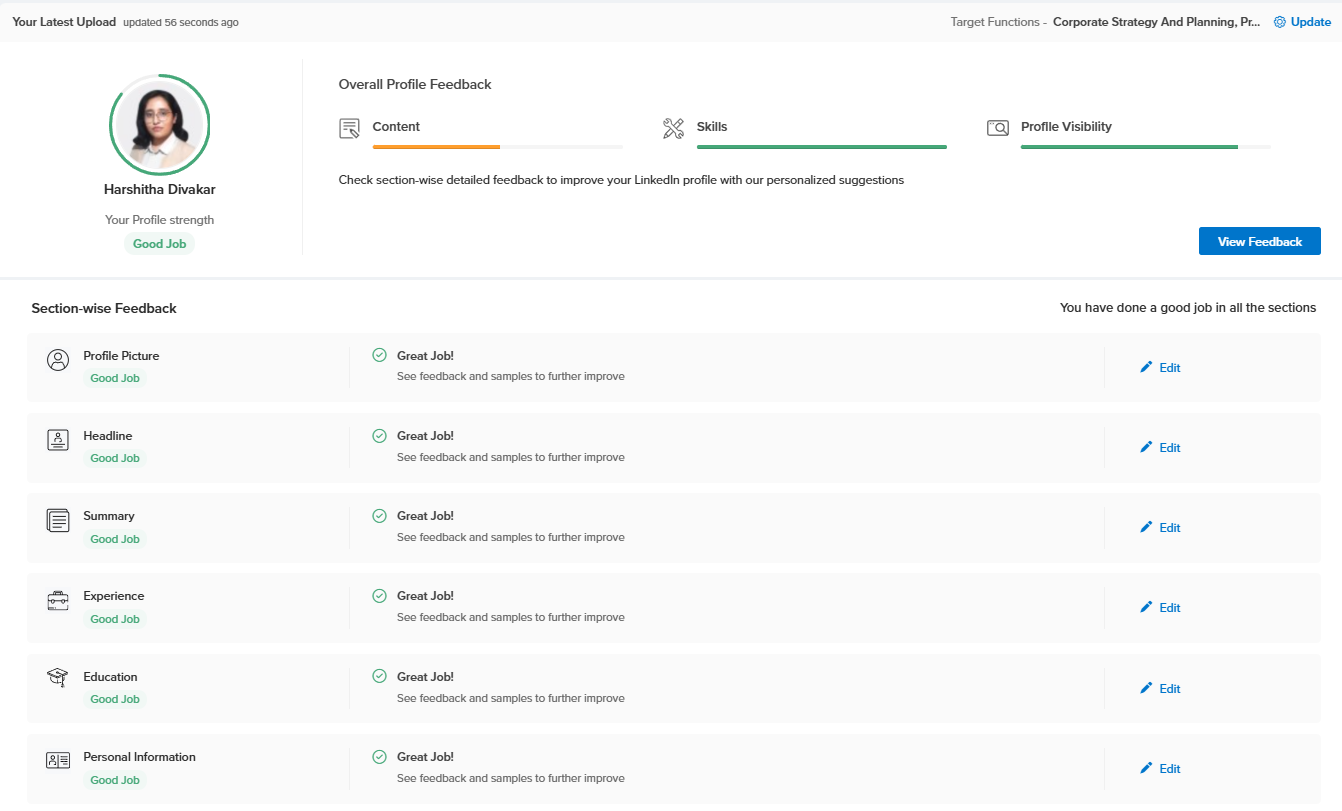 Your Latest Upload updated 56 seconds ago
Target Functions - Corporate Strategy And Planning, Pr... Update
Overall Profile Feedback
Content
Skills
Profile Visibility
Check section-wise detailed feedback to improve your LinkedIn profile with our personalized suggestions
Harshitha Divakar
Your Profile strength
Good Job
View Feedback
Section-wise Feedback
You have done a good job in all the sections
Profile Picture
Good Job
Great Job!
See feedback and samples to further improve
Edit
Headline
Good Job
Great Job!
See feedback and samples to further improve
Edit
Summary
Good Job
Great Job!
See feedback and samples to further improve
Edit
Experience
Good Job
Great Job!
See feedback and samples to further improve
Edit
Education
Good Job
Great Job!
See feedback and samples to further improve
Edit
Personal Information
Good Job
Great Job!
See feedback and samples to further improve
Edit